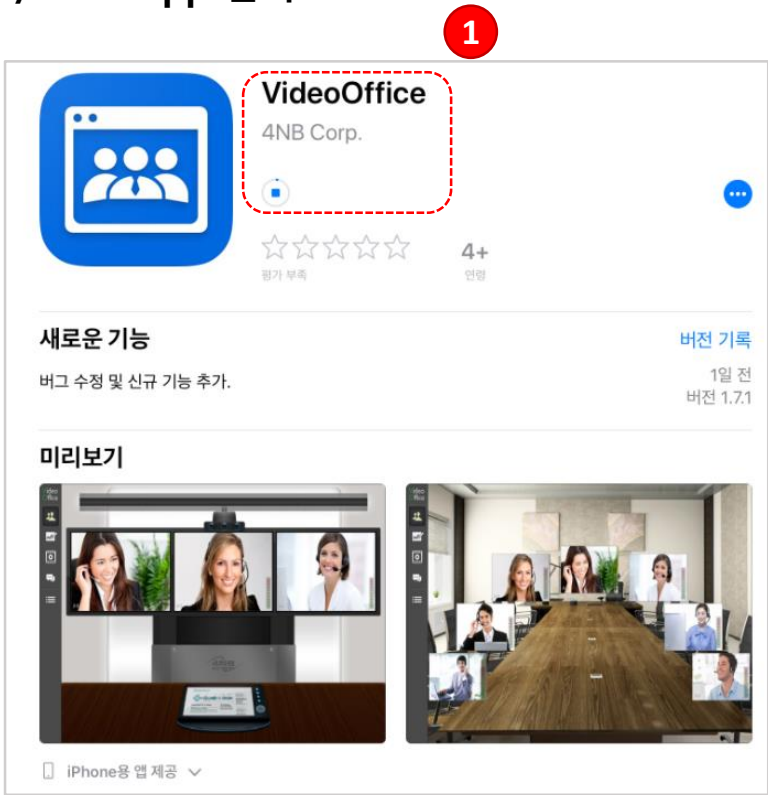 1
VideoOffice
4NB Corp.
4+
평가 부족
연령
새로운 기능
버전 기록
버그 수정 및 신규 기능 추가.
1일 전
버전 1.7.1
미리보기
iPhone용 앱 제공